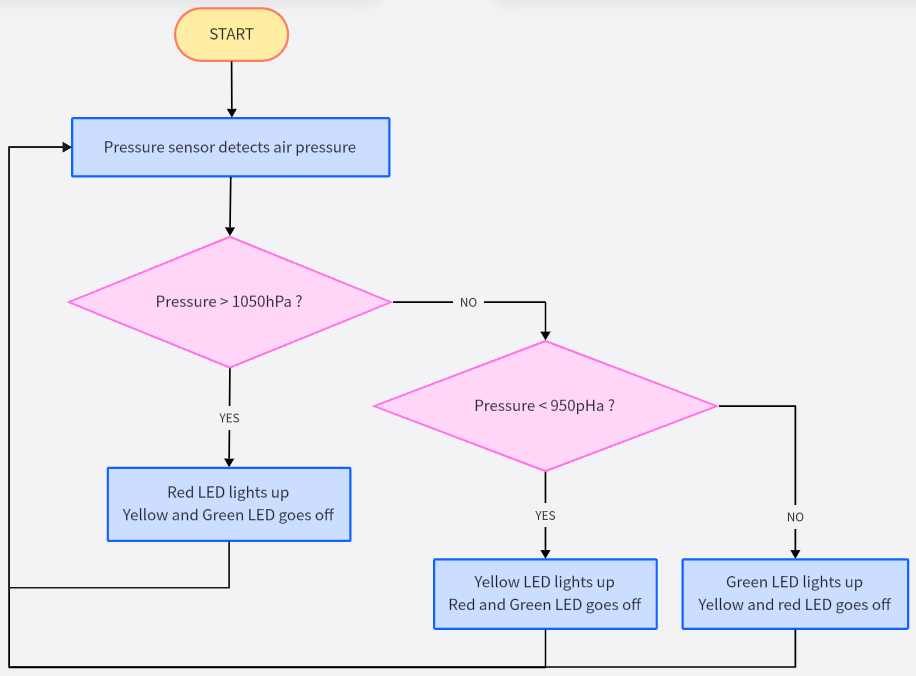 START
Pressure sensor detects air pressure
Pressure > 1050hPa ?
NO
Pressure < 950pHa ?
YES
Red LED lights up
Yellow and Green LED goes off
YES
NO
Yellow LED lights up
Red and Green LED goes off
Green LED lights up
Yellow and red LED goes off